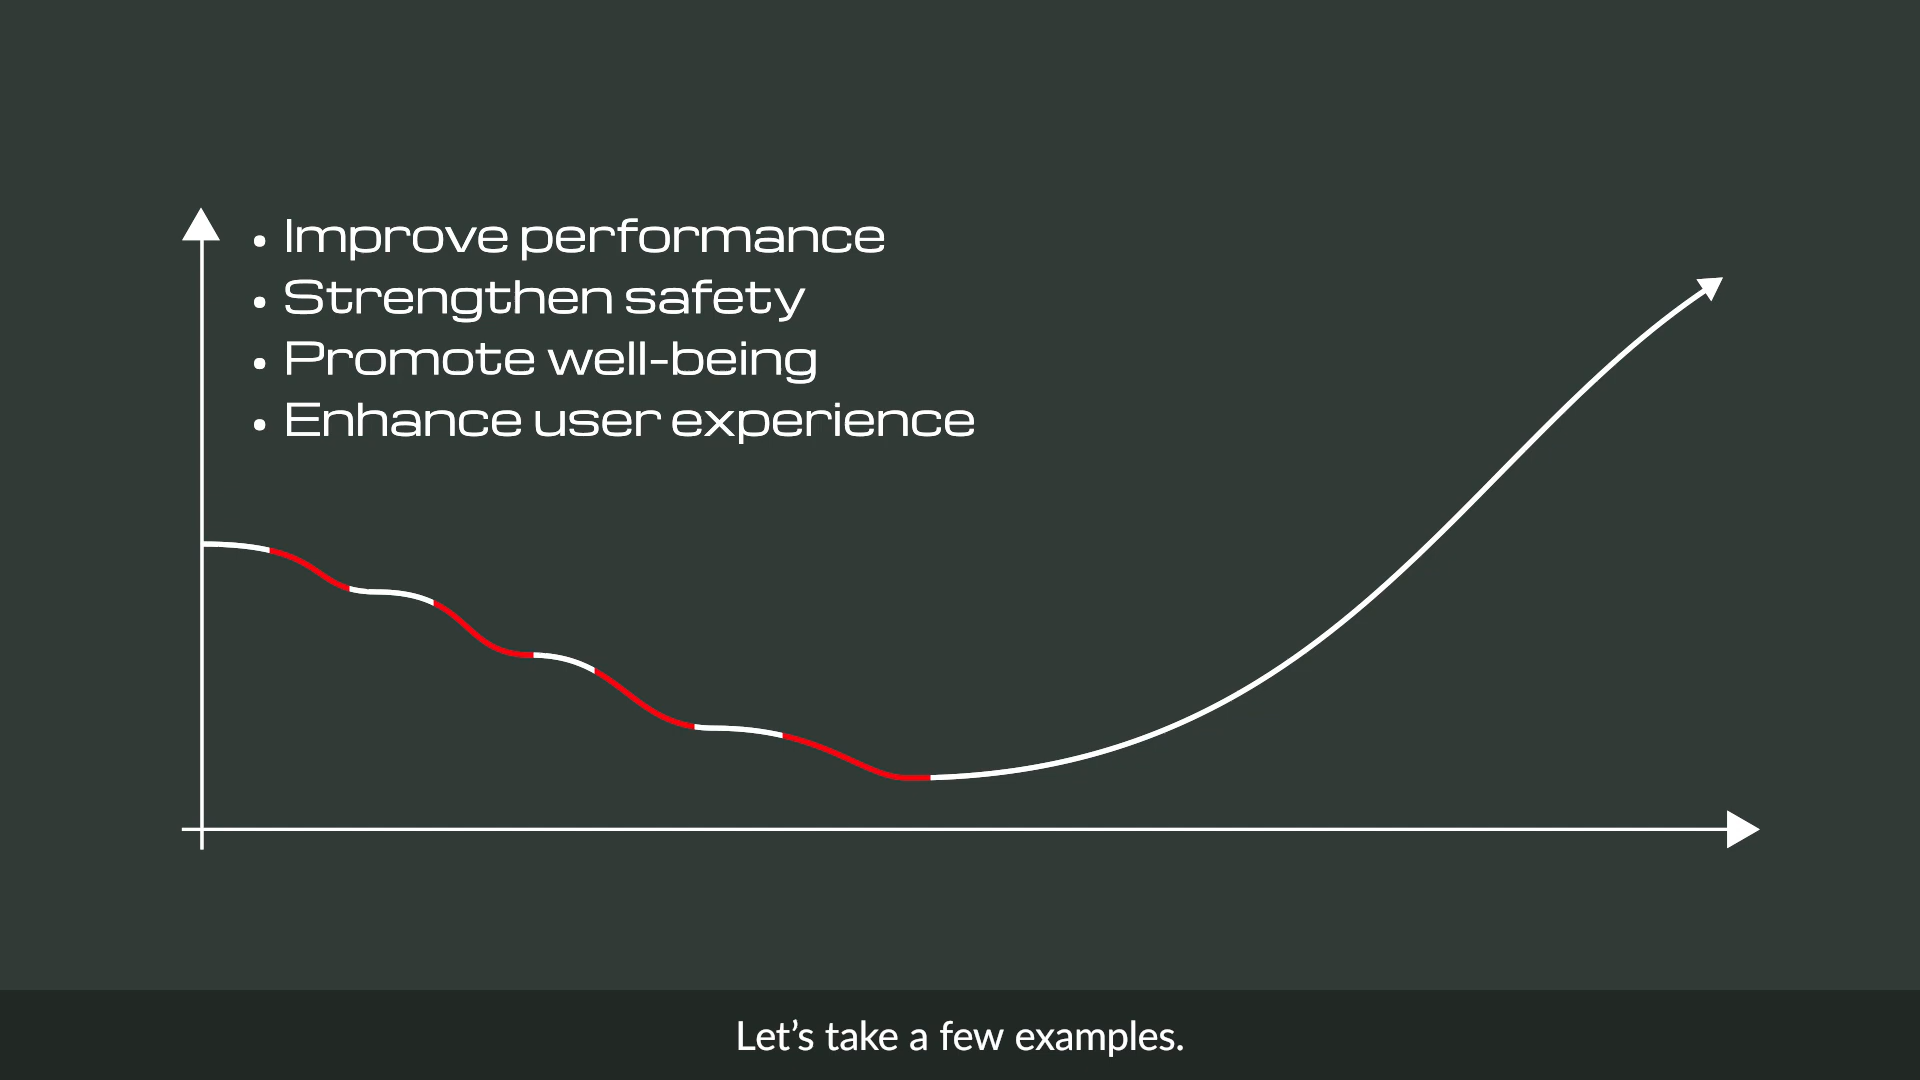 • Improve performance
• Strengthen safety
• Promote well-being
• Enhance user experience
Let’s take a few examples.